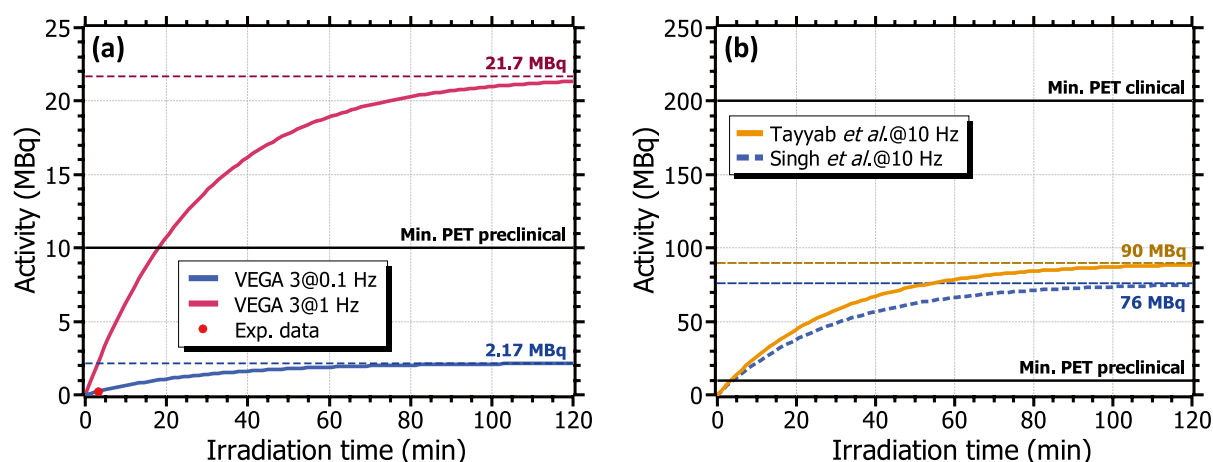 (a)
25
20
15
10
5
0
Activity (MBq)
21.7 MBq
Min. PET preclinical
VEGA 3@0.1 Hz
VEGA 3@1 Hz
Exp. data
2.17 MBq
0 20 40 60 80 100 120
Irradiation time (min)
(b)
250
200
150
100
50
0
Activity (MBq)
Min. PET clinical
Tayyab et al.@10 Hz
Singh et al.@10 Hz
90 MBq
76 MBq
Min. PET preclinical
0 20 40 60 80 100 120
Irradiation time (min)